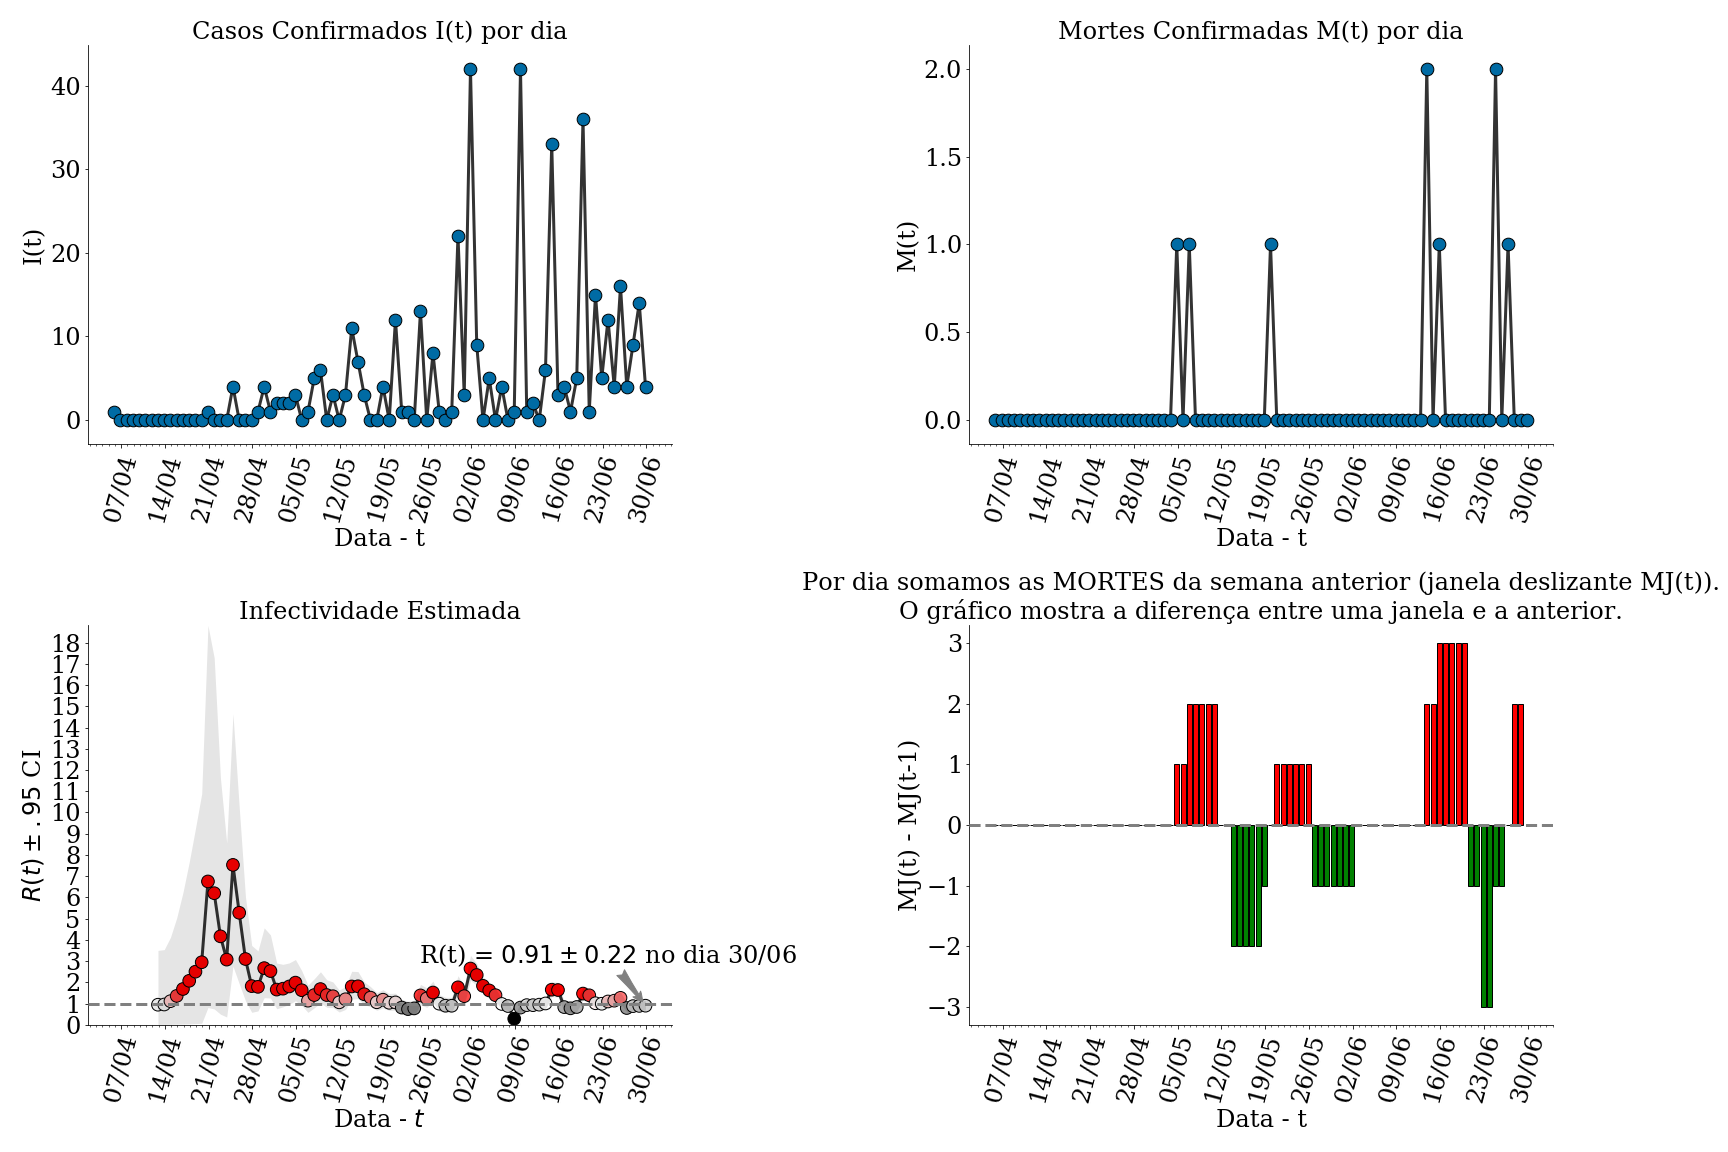 Casos Confirmados I(t) por dia
I(t)
40
30
20
10
0
07/04 14/04 21/04 28/04 05/05 12/05 19/05 26/05 02/06 09/06 16/06 23/06 30/06
Data - t
Mortes Confirmadas M(t) por dia
M(t)
2.0
1.5
1.0
0.5
0.0
07/04 14/04 21/04 28/04 05/05 12/05 19/05 26/05 02/06 09/06 16/06 23/06 30/06
Data - t
Infectividade Estimada
R(t) ± .95 CI
18
17
16
15
14
13
12
11
10
9
8
7
6
5
4
3
2
1
0
R(t) = 0.91 ± 0.22 no dia 30/06
07/04 14/04 21/04 28/04 05/05 12/05 19/05 26/05 02/06 09/06 16/06 23/06 30/06
Data - t
Por dia somamos as MORTES da semana anterior (janela deslizante MJ(t)).
O gráfico mostra a diferença entre uma janela e a anterior.
MJ(t) - MJ(t-1)
3
2
1
0
−1
−2
−3
07/04 14/04 21/04 28/04 05/05 12/05 19/05 26/05 02/06 09/06 16/06 23/06 30/06
Data - t